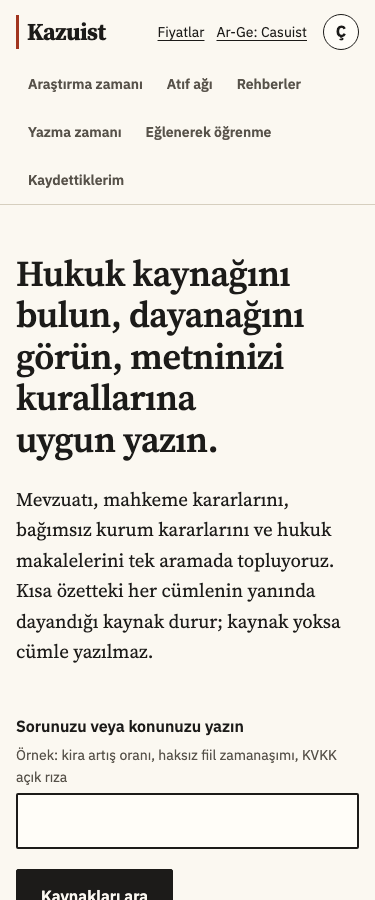 Kazuist
Fiyatlar
Ar-Ge: Casuist
Ç
Araştırma zamanı
Atıf ağı
Rehberler
Yazma zamanı
Eğlenerek öğrenme
Kaydettiklerim
Hukuk kaynağını
bulun, dayanağını
görün, metninizi
kurallarına
uygun yazın.
Mevzuatı, mahkeme kararlarını,
bağımsız kurum kararlarını ve hukuk
makalelerini tek aramada topluyoruz.
Kısa özetteki her cümlenin yanında
dayandığı kaynak durur; kaynak yoksa
cümle yazılmaz.
Sorunuzu veya konunuzu yazın
Örnek: kira artış oranı, haksız fiil zamanaşımı, KVKK
açık rıza
Kaynakları ara